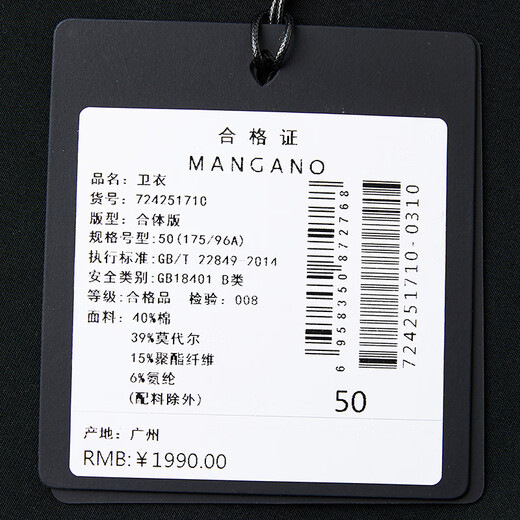 合格证
MANGANO
品名：卫衣
货号：724251710
版型：合体版
规格号型:50(175/96A)
执行标准:GB/T 22849-2014
安全类别:GB18401 B类
等级:合格品 检验：008
面料：40%棉
39%莫代尔
15%聚酯纤维
6%氨纶
(配料除外)
6 958350 872768
724251710-0310
50
产地：广州
RMB:￥1990.00